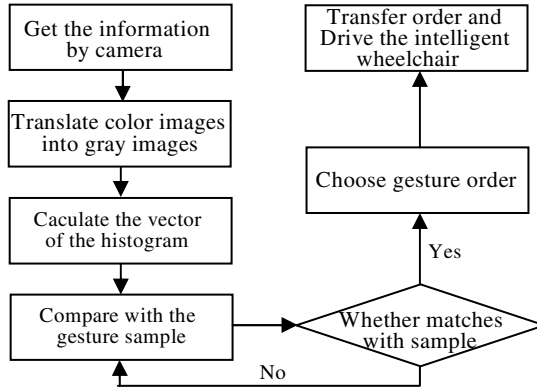 Get the information
by camera
Translate color images
into gray images
Caculate the vector
of the histogram
Compare with the
gesture sample
Whether matches
with sample
No
Yes
Choose gesture order
Transfer order and
Drive the intelligent
wheelchair